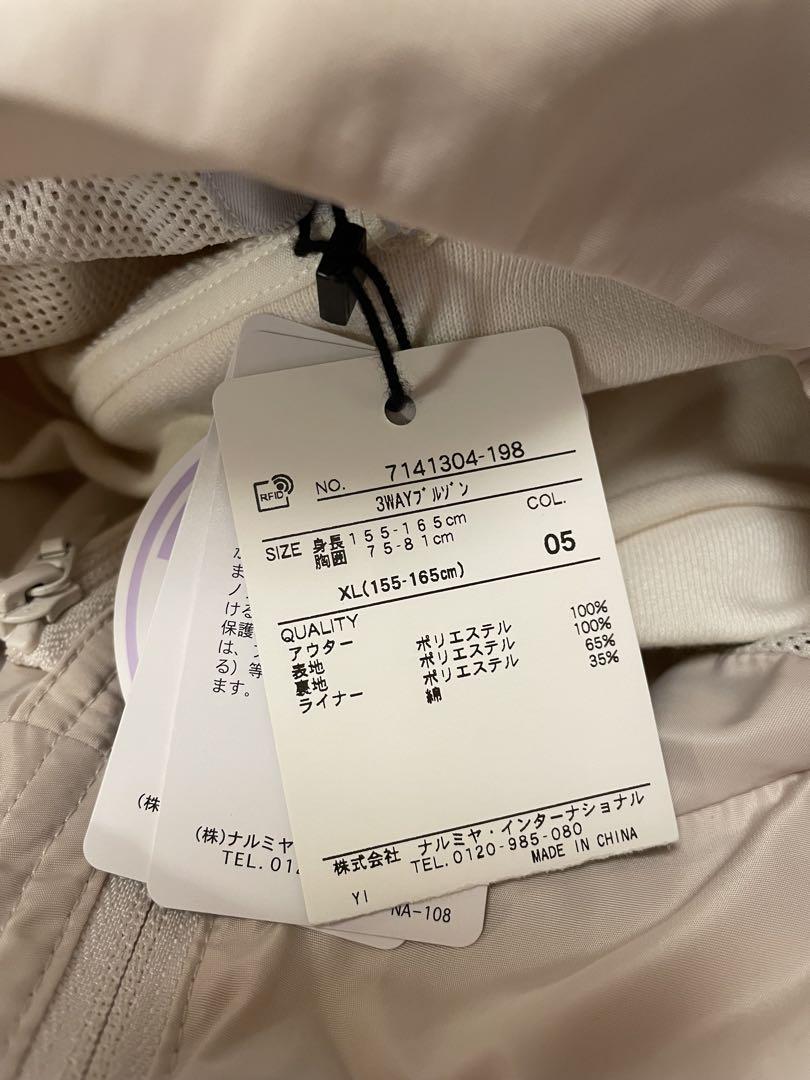 RFID NO. 7141304-198
3WAYブルゾン
SIZE 身長 155-165cm COL.
胸囲 75-81cm 05
XL(155-165cm)
QUALITY
アウター
表地 ポリエステル 100%
裏地 ポリエステル 100%
ライナー ポリエステル 65%
綿 35%
株式会社 ナルミヤ・インターナショナル
TEL.0120-985-080
MADE IN CHINA
YI
ま
ノ
ける
保護
は、
る)等
ます。
(株
(株)ナルミヤ
TEL.01
NA-108